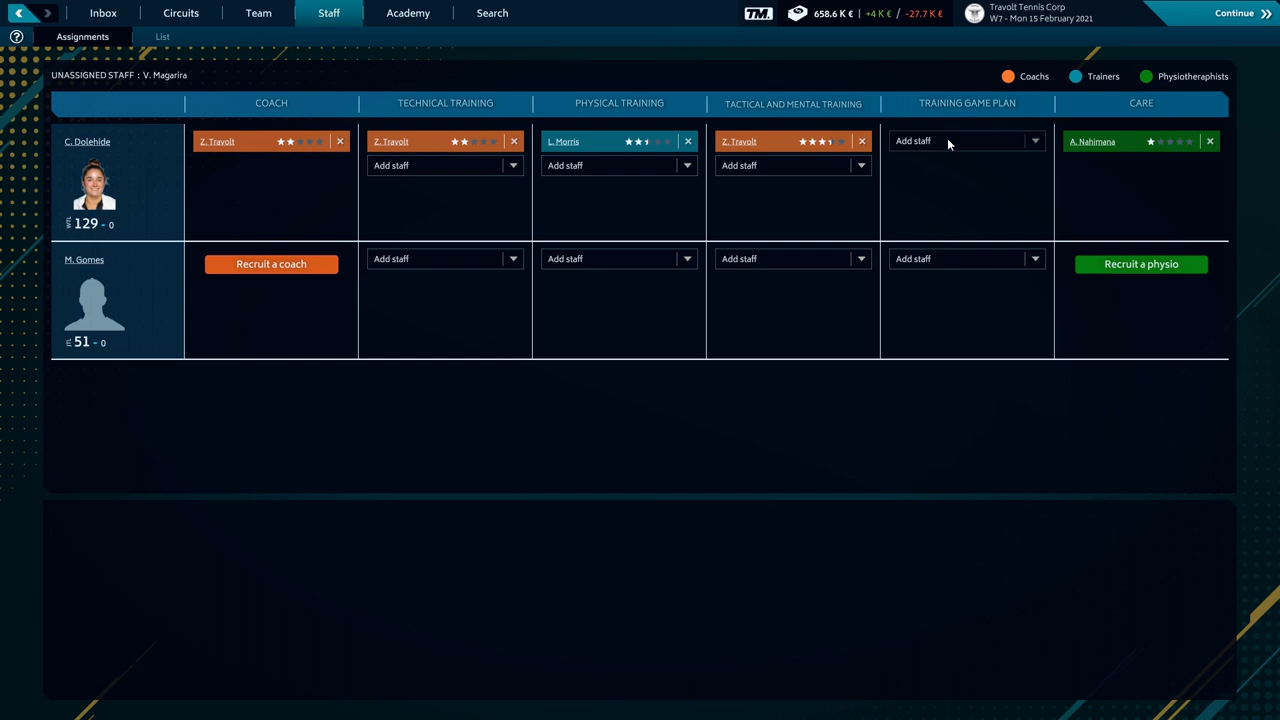 Inbox Circuits Team Staff Academy Search TM. 658.6 K € | +4 K € / -27.7 K € Travolt Tennis Corp Continue
W7 - Mon 15 February 2021
? Assignments List
UNASSIGNED STAFF : V. Magarira Coachs Trainers Physiotheraphists
COACH TECHNICAL TRAINING PHYSICAL TRAINING TACTICAL AND MENTAL TRAINING TRAINING GAME PLAN CARE
C. Dolehide Z. Travolt Z. Travolt L. Morris Z. Travolt Add staff A. Nahimana
Add staff Add staff Add staff
WTL 129 - 0
M. Gomes Recruit a coach Add staff Add staff Add staff Add staff Recruit a physio
ITL 51 - 0